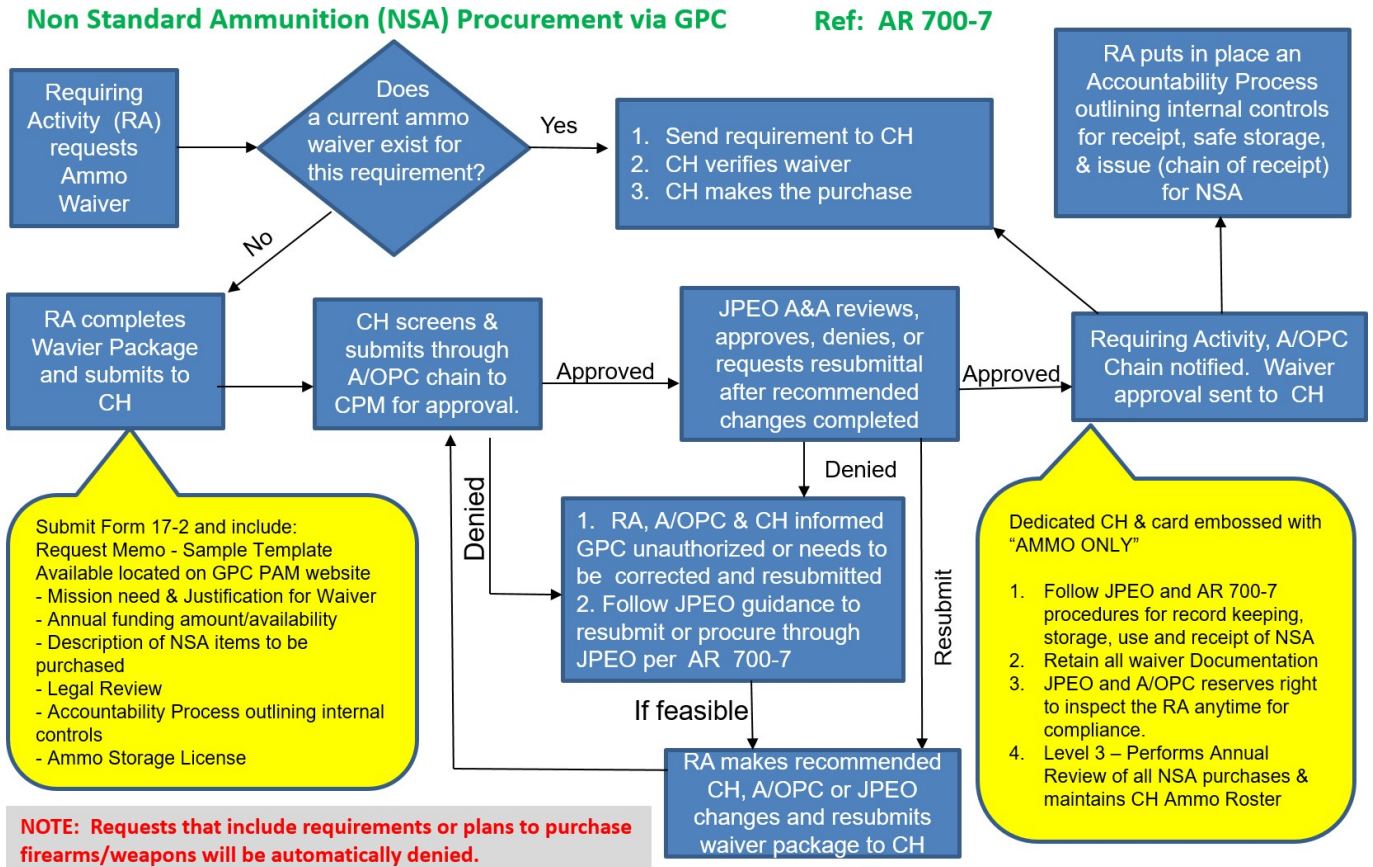 Non Standard Ammunition (NSA) Procurement via GPC
Ref: AR 700-7
Requiring
Activity (RA)
requests
Ammo
Waiver
Does
a current ammo
waiver exist for
this requirement?
Yes
No
1. Send requirement to CH
2. CH verifies waiver
3. CH makes the purchase
RA puts in place an
Accountability Process
outlining internal controls
for receipt, safe storage,
& issue (chain of receipt)
for NSA
RA completes
Wavier Package
and submits to
CH
CH screens &
submits through
A/OPC chain to
CPM for approval.
Approved
JPEO A&A reviews,
approves, denies, or
requests resubmittal
after recommended
changes completed
Approved
Requiring Activity, A/OPC
Chain notified. Waiver
approval sent to CH
Denied
Denied
Resubmit
Submit Form 17-2 and include:
Request Memo - Sample Template
Available located on GPC PAM website
- Mission need & Justification for Waiver
- Annual funding amount/availability
- Description of NSA items to be
purchased
- Legal Review
- Accountability Process outlining internal
controls
- Ammo Storage License
1. RA, A/OPC & CH informed
GPC unauthorized or needs to
be corrected and resubmitted
2. Follow JPEO guidance to
resubmit or procure through
JPEO per AR 700-7
If feasible
RA makes recommended
CH, A/OPC or JPEO
changes and resubmits
waiver package to CH
Dedicated CH & card embossed with
"AMMO ONLY"
1. Follow JPEO and AR 700-7
procedures for record keeping,
storage, use and receipt of NSA
2. Retain all waiver Documentation
3. JPEO and A/OPC reserves right
to inspect the RA anytime for
compliance.
4. Level 3 – Performs Annual
Review of all NSA purchases &
maintains CH Ammo Roster
NOTE: Requests that include requirements or plans to purchase
firearms/weapons will be automatically denied.